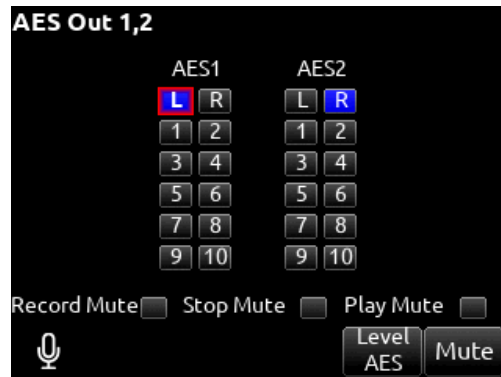 AES Out 1,2
AES1 AES2
L R L R
1 2 1 2
3 4 3 4
5 6 5 6
7 8 7 8
9 10 9 10
Record Mute Stop Mute Play Mute
Level AES Mute